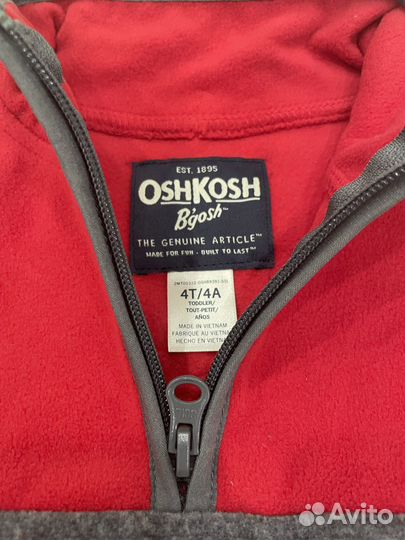 EST. 1895
OSHKOSH
B'gosh™
THE GENUINE ARTICLE™
MADE FOR FUN · BUILT TO LAST™
4T/4A
TODDLER/
TOUT-PETIT/
AÑOS
MADE IN VIETNAM
FABRIQUÉ AU VIETNAM
HECHO EN VIETNAM
Avito